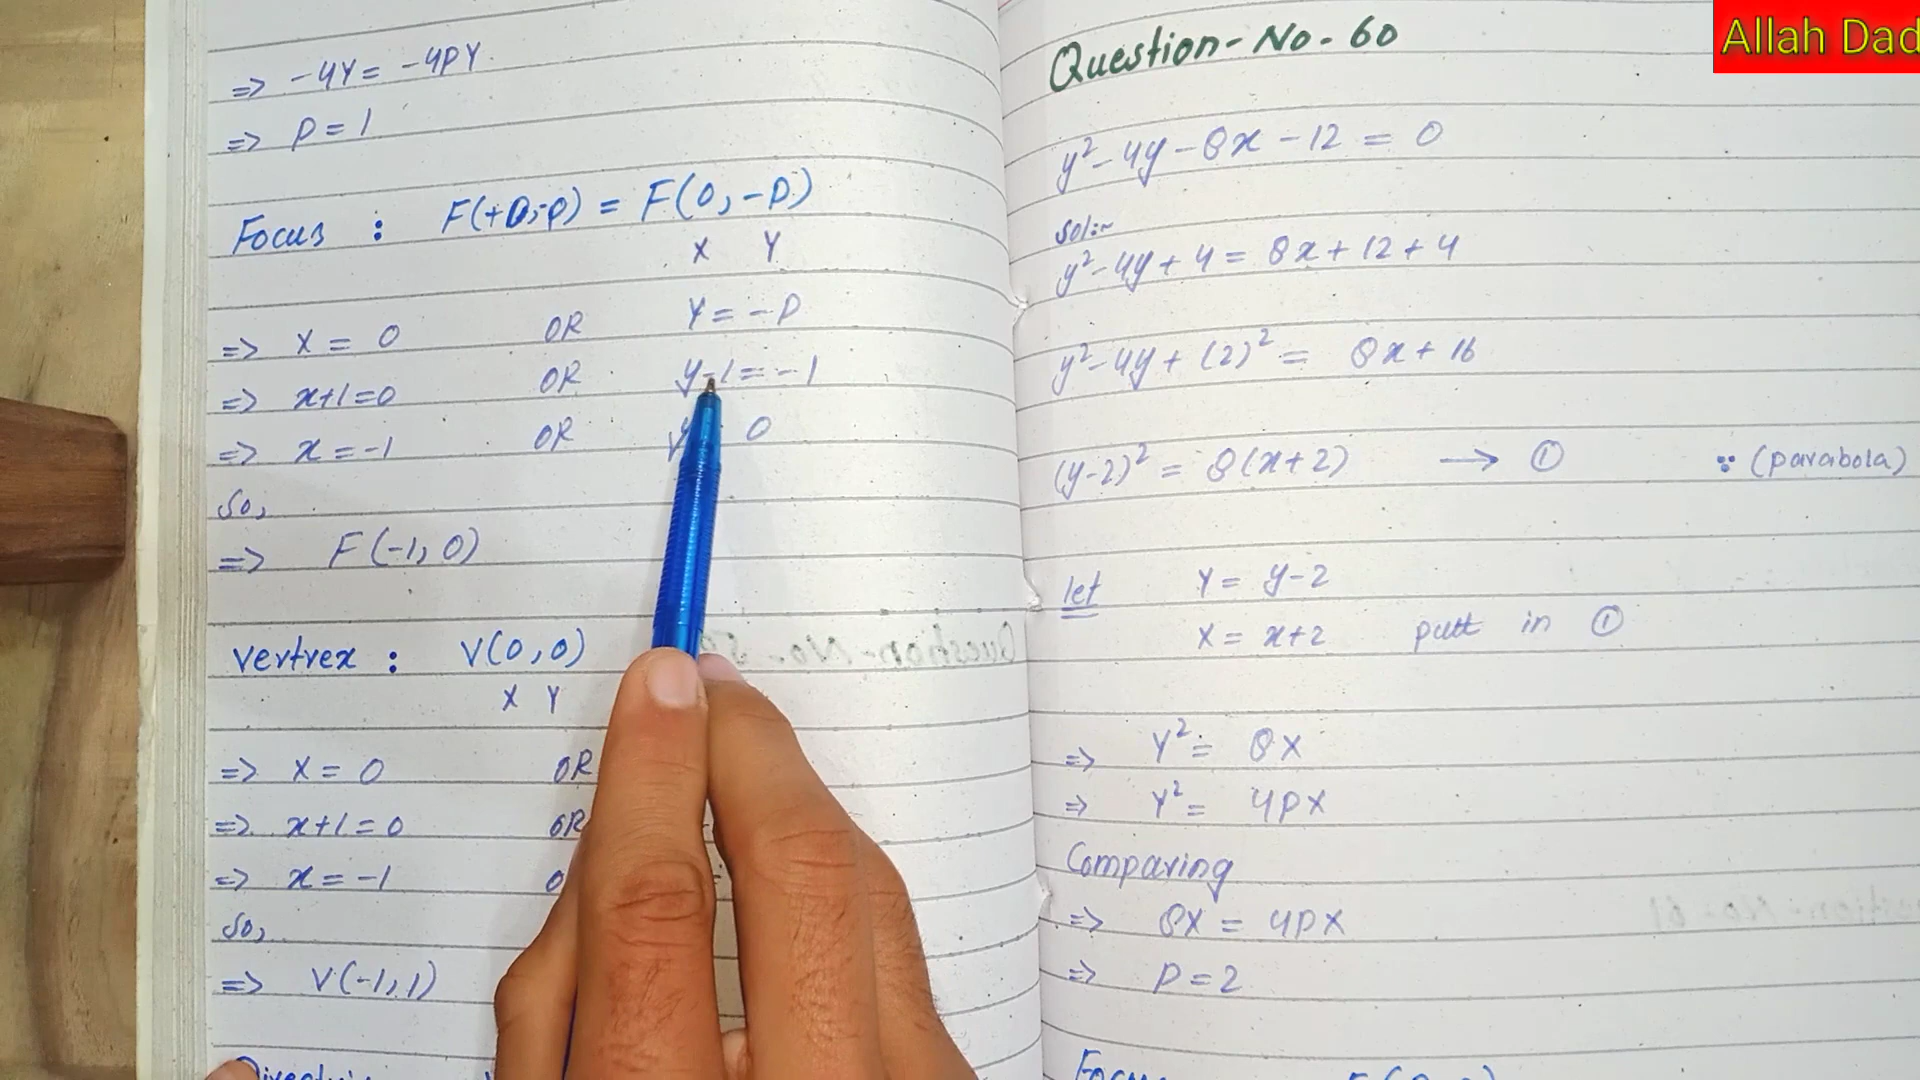 => -4Y = -4PY
=> P = 1
Focus : F(+0,-P) = F(0, -P)
X Y
=> X = 0 OR Y = -P
=> x+1=0 OR y-1 = -1
=> x = -1 OR 0
So,
=> F(-1, 0)
Vertrex : V(0, 0)
X Y
=> X = 0 OR
=> x+1 = 0 OR
=> x = -1
So,
=> V(-1, 1)
Allah Dad
Question-No-60
y²-4y-8x-12 = 0
Sol:~
y²-4y+4 = 8x+12+4
y²-4y+(2)² = 8x+16
(y-2)² = 8(x+2) → ① ∵ (parabola)
let Y = y-2
X = x+2 putt in ①
=> Y² = 8X
=> Y² = 4PX
Comparing
=> 8X = 4PX
=> P = 2